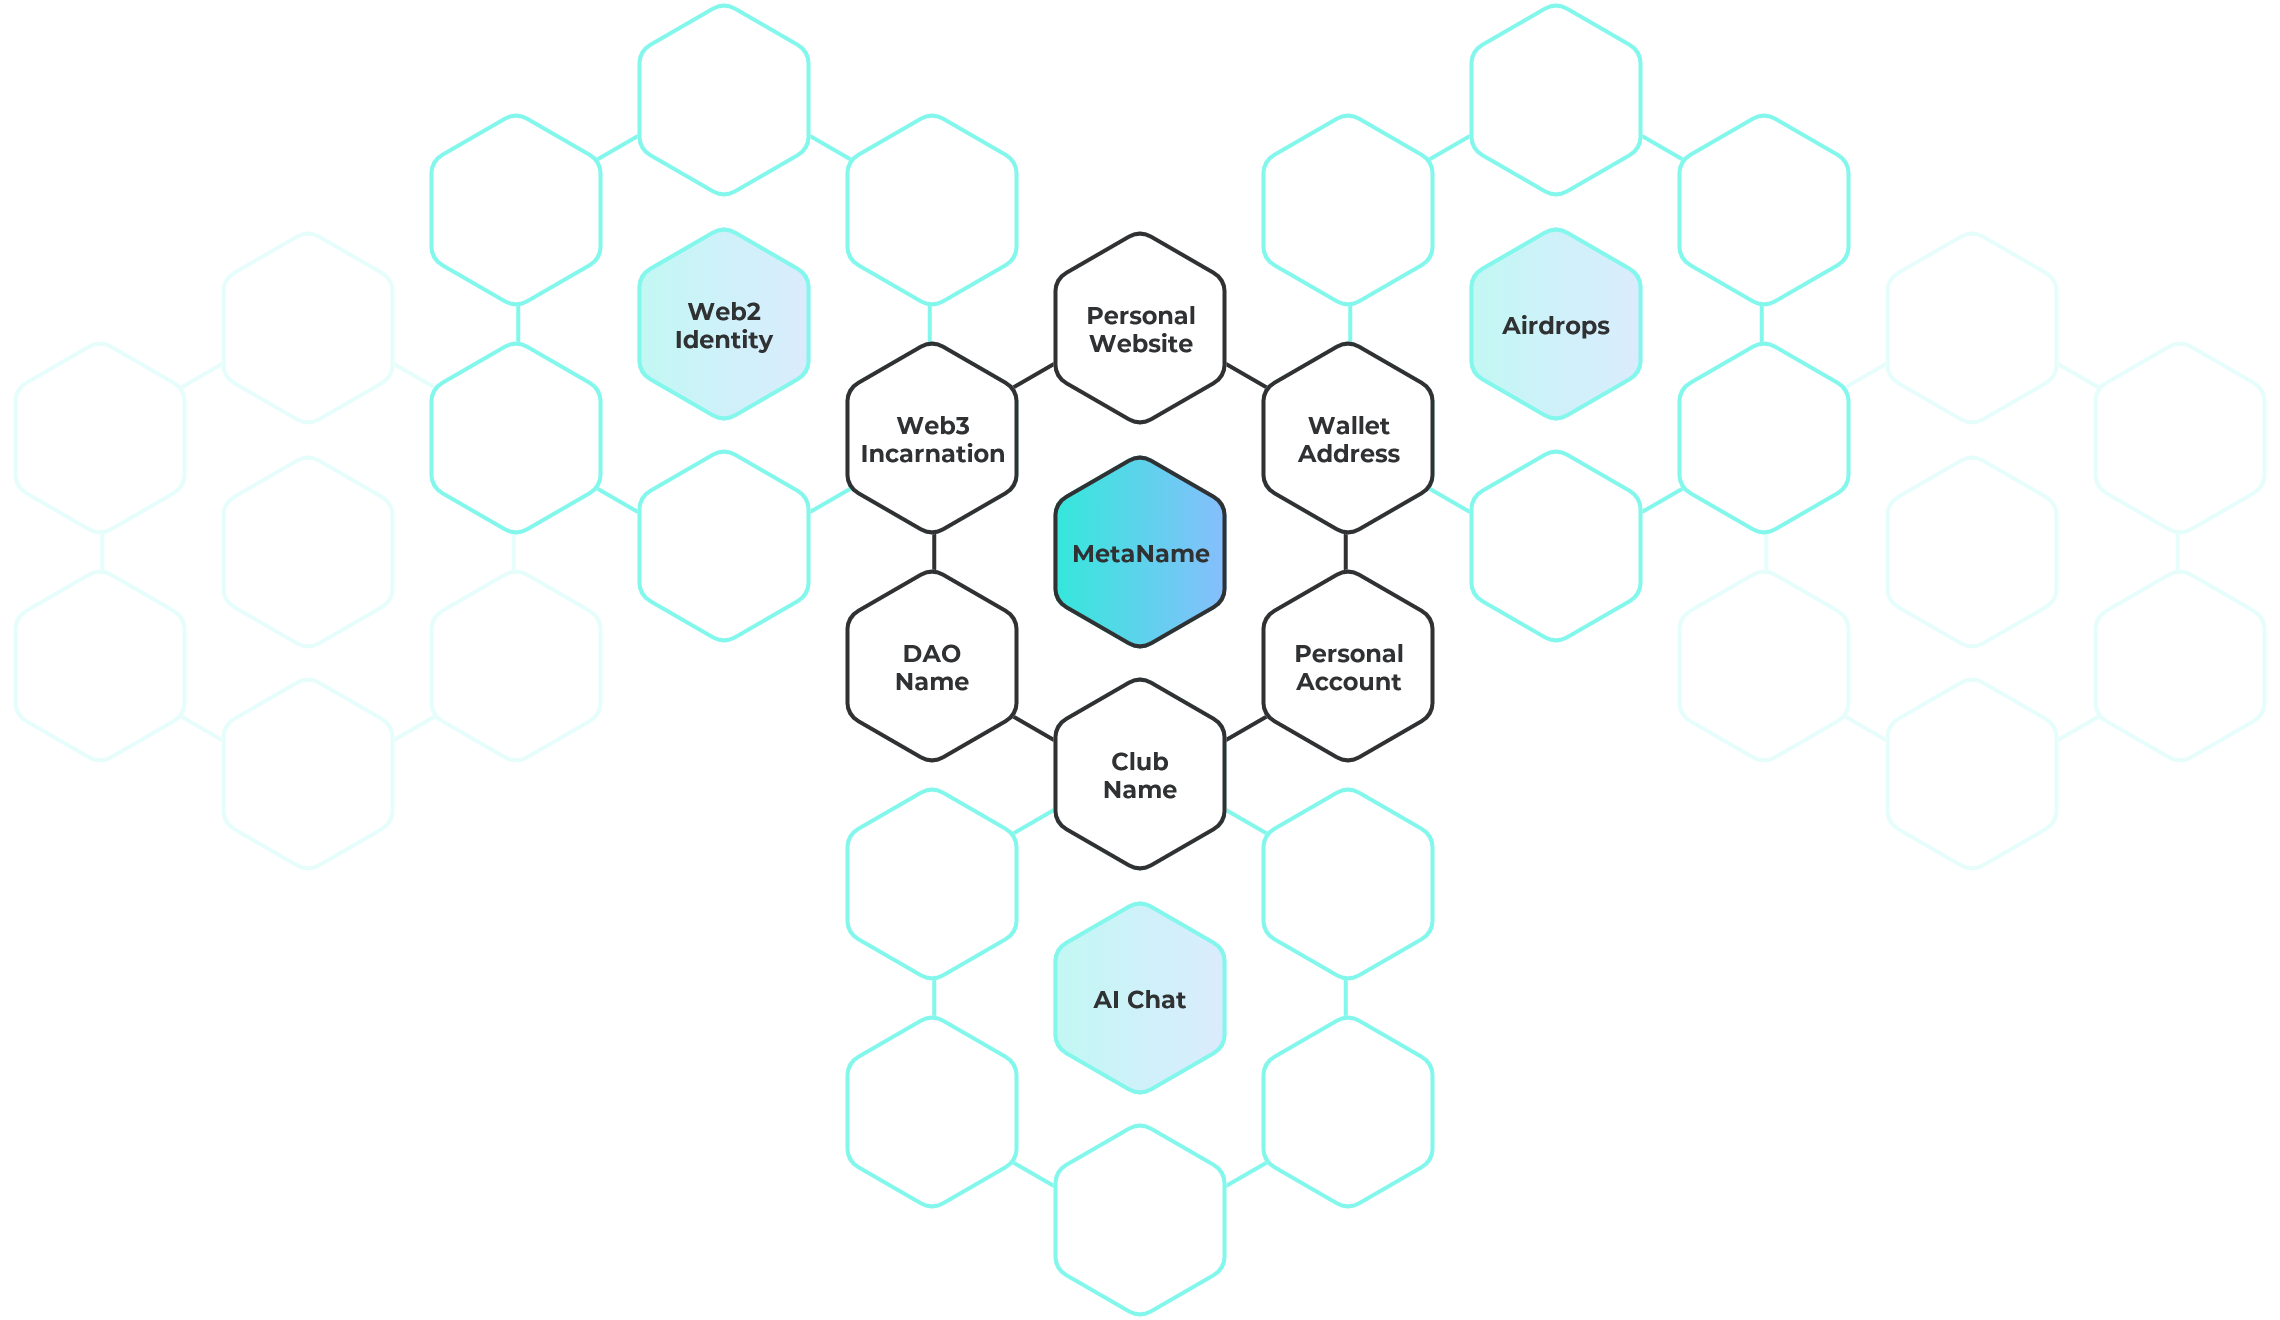 Web2
Identity
Personal
Website
Airdrops
Web3
Incarnation
Wallet
Address
MetaName
DAO
Name
Personal
Account
Club
Name
AI Chat